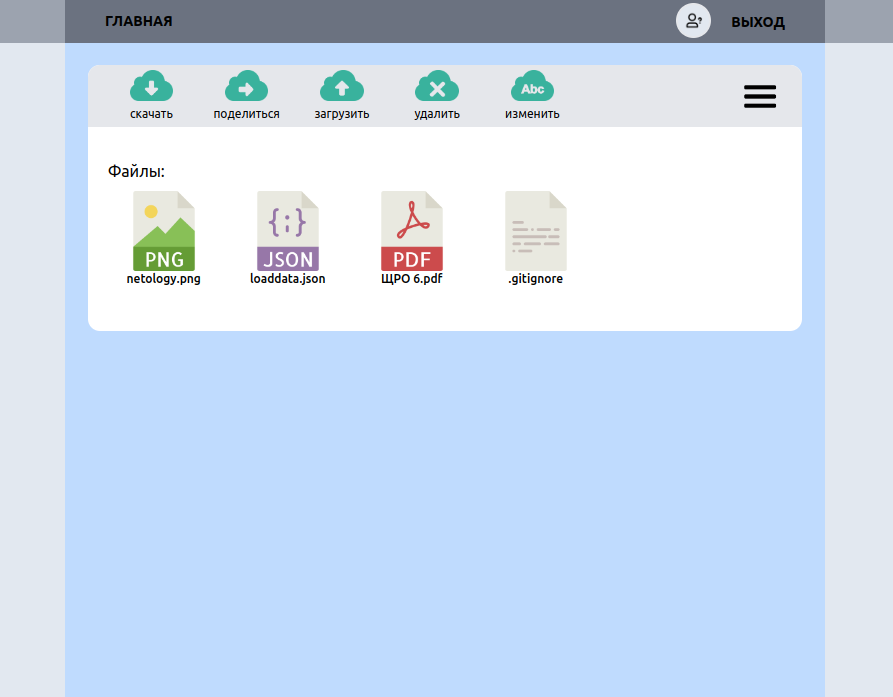 ГЛАВНАЯ ВЫХОД
Abc
скачать поделиться загрузить удалить изменить
Файлы:
{;}
PNG JSON PDF
netology.png loaddata.json ЩРО 6.pdf .gitignore